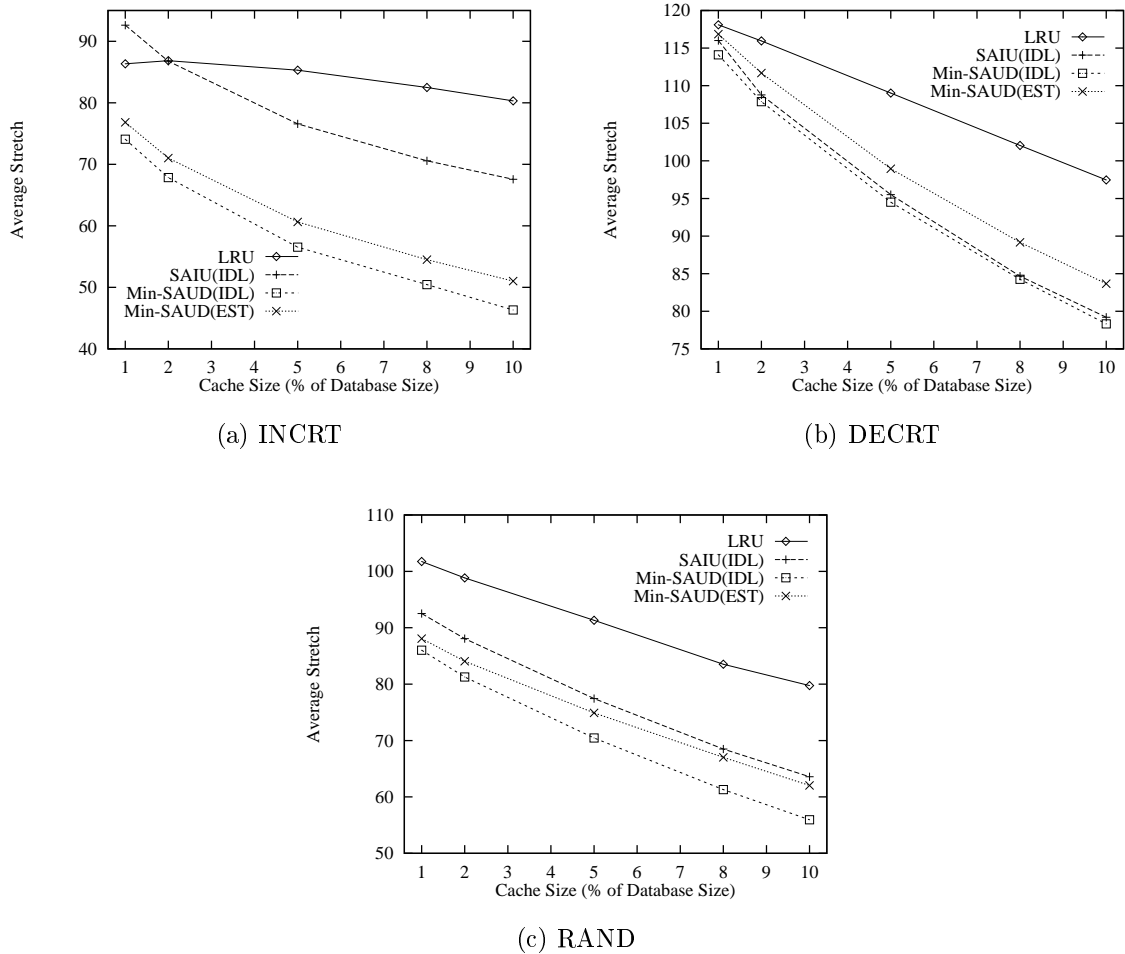 90
80
70
60
50
40
Average Stretch
LRU
SAIU(IDL)
Min-SAUD(IDL)
Min-SAUD(EST)
1 2 3 4 5 6 7 8 9 10
Cache Size (% of Database Size)
(a) INCRT
120
115
110
105
100
95
90
85
80
75
Average Stretch
LRU
SAIU(IDL)
Min-SAUD(IDL)
Min-SAUD(EST)
1 2 3 4 5 6 7 8 9 10
Cache Size (% of Database Size)
(b) DECRT
110
100
90
80
70
60
50
Average Stretch
LRU
SAIU(IDL)
Min-SAUD(IDL)
Min-SAUD(EST)
1 2 3 4 5 6 7 8 9 10
Cache Size (% of Database Size)
(c) RAND